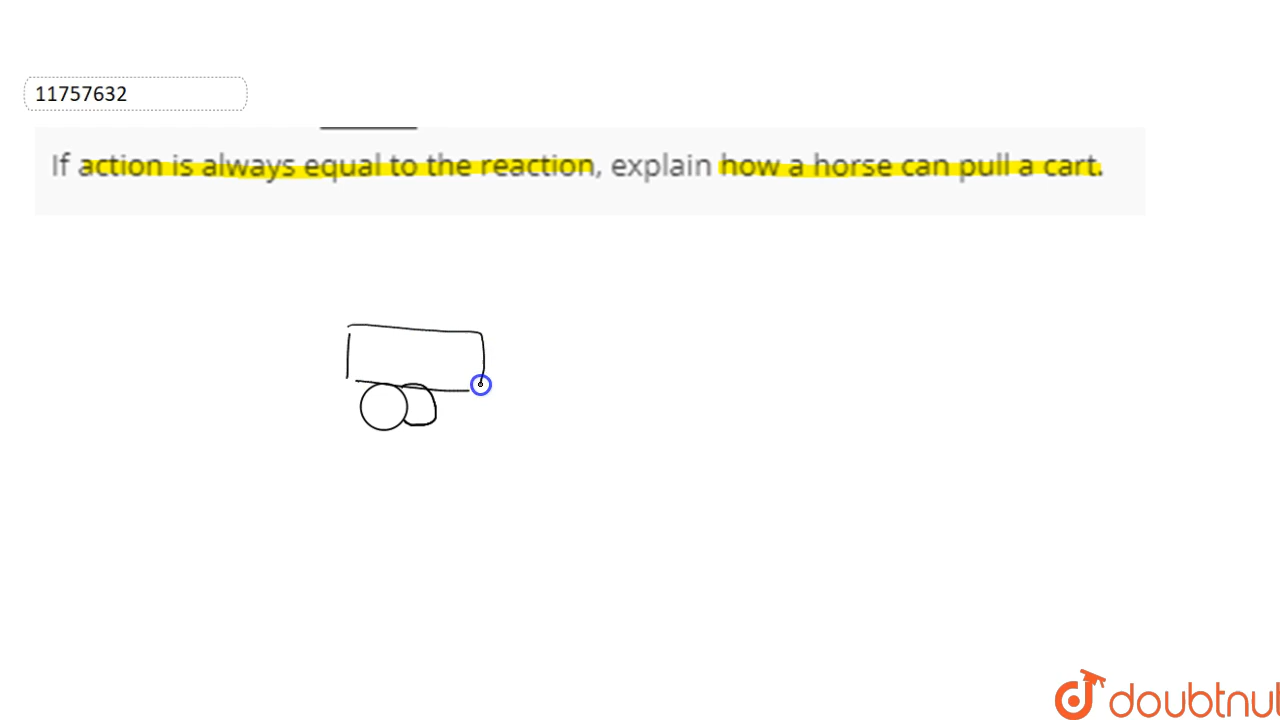 11757632
If action is always equal to the reaction, explain how a horse can pull a cart.
doubtnut